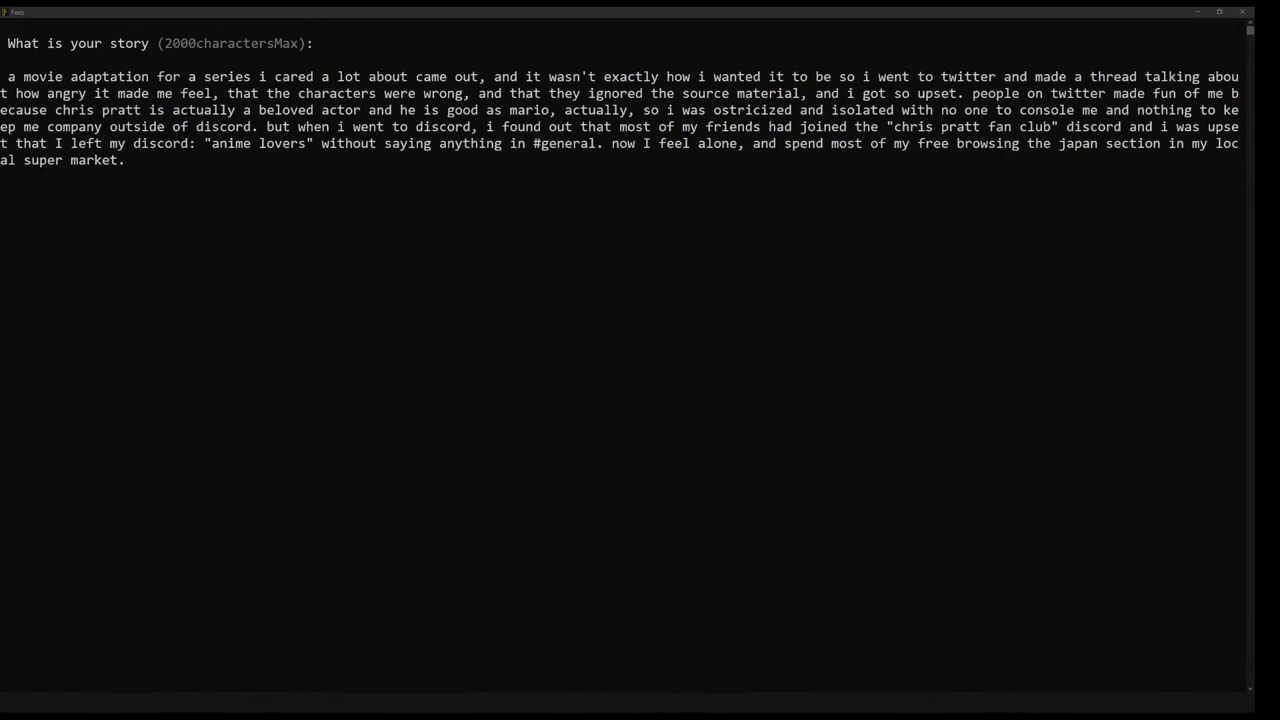 Feels
What is your story (2000charactersMax):
a movie adaptation for a series i cared a lot about came out, and it wasn't exactly how i wanted it to be so i went to twitter and made a thread talking abou
t how angry it made me feel, that the characters were wrong, and that they ignored the source material, and i got so upset. people on twitter made fun of me b
ecause chris pratt is actually a beloved actor and he is good as mario, actually, so i was ostricized and isolated with no one to console me and nothing to ke
ep me company outside of discord. but when i went to discord, i found out that most of my friends had joined the "chris pratt fan club" discord and i was upse
t that I left my discord: "anime lovers" without saying anything in #general. now I feel alone, and spend most of my free browsing the japan section in my loc
al super market.